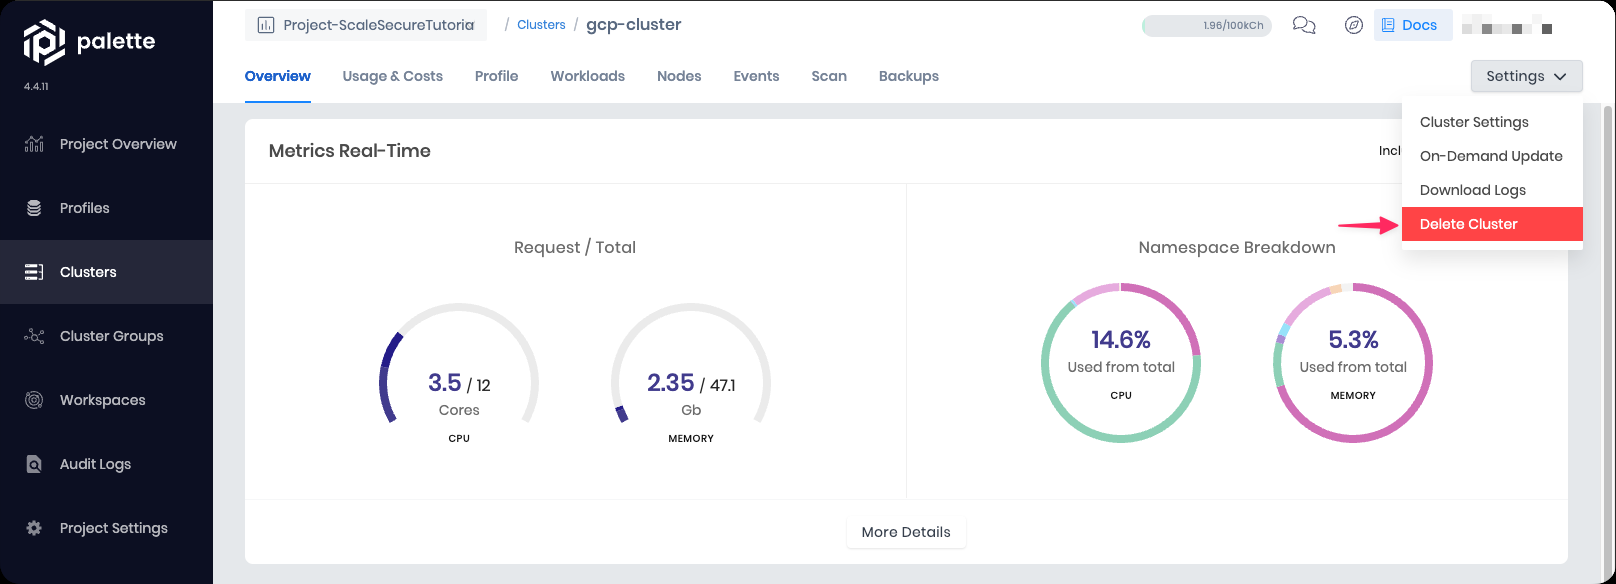 palette
4.4.11
Project Overview
Profiles
Clusters
Cluster Groups
Workspaces
Audit Logs
Project Settings
Project-ScaleSecureTutorial / Clusters / gcp-cluster
1.96/100kCh
Docs
Overview Usage & Costs Profile Workloads Nodes Events Scan Backups
Settings
Cluster Settings
On-Demand Update
Download Logs
Delete Cluster
Metrics Real-Time
Incl
Request / Total
3.5 / 12
Cores
CPU
2.35 / 47.1
Gb
MEMORY
Namespace Breakdown
14.6%
Used from total
CPU
5.3%
Used from total
MEMORY
More Details